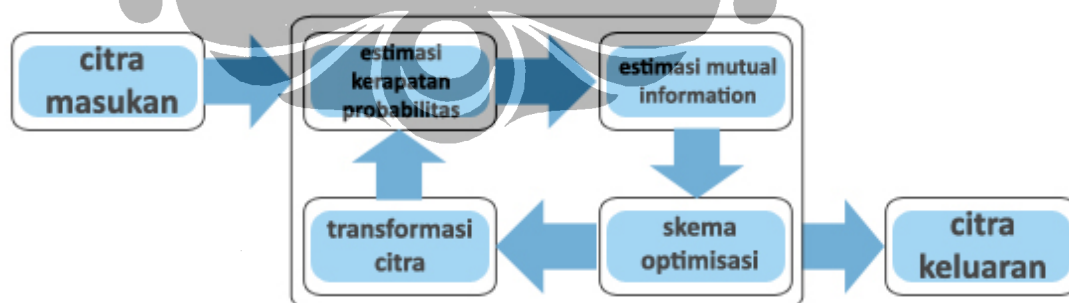 citra
masukan
estimasi
kerapatan
probabilitas
estimasi mutual
information
transformasi
citra
skema
optimisasi
citra
keluaran